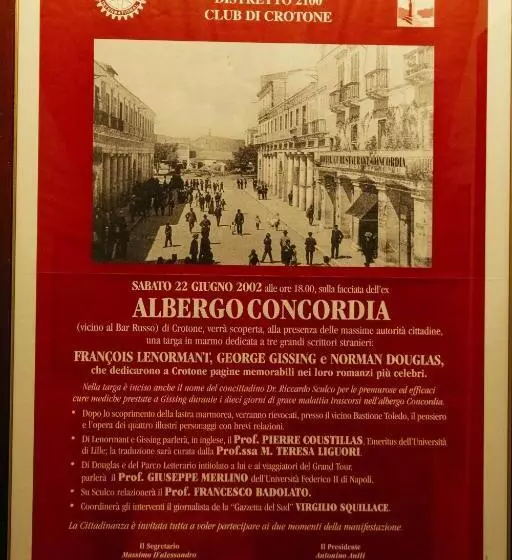 DISTRETTO 2100
CLUB DI CROTONE
HOTEL ET RESTAURANT CONCORDIA
SABATO 22 GIUGNO 2002 alle ore 18.00, sulla facciata dell'ex
ALBERGO CONCORDIA
(vicino al Bar Russo) di Crotone, verrà scoperta, alla presenza delle massime autorità cittadine,
una targa in marmo dedicata a tre grandi scrittori stranieri:
FRANÇOIS LENORMANT, GEORGE GISSING e NORMAN DOUGLAS,
che dedicarono a Crotone pagine memorabili nei loro romanzi più celebri.
Nella targa è inciso anche il nome del concittadino Dr. Riccardo Sculco per le premurose ed efficaci
cure mediche prestate a Gissing durante i dieci giorni di grave malattia trascorsi nell'albergo Concordia.
• Dopo lo scoprimento della lastra marmorea, verranno rievocati, presso il vicino Bastione Toledo, il pensiero
e l'opera dei quattro illustri personaggi con brevi relazioni.
• Di Lenormant e Gissing parlerà, in inglese, il Prof. PIERRE COUSTILLAS, Emeritus dell'Università
di Lille; la traduzione sarà curata dalla Prof.ssa M. TERESA LIGUORI.
• Di Douglas e del Parco Letterario intitolato a lui e ai viaggiatori del Grand Tour
parlerà il Prof. GIUSEPPE MERLINO dell'Università Federico II di Napoli.
• Su Sculco relazionerà il Prof. FRANCESCO BADOLATO.
• Coordinerà gli interventi il giornalista de la "Gazzetta del Sud" VIRGILIO SQUILLACE.
La Cittadinanza è invitata tutta a voler partecipare ai due momenti della manifestazione.
Il Segretario
Massimo D'alessandro
Il Presidente
Antonino Anili